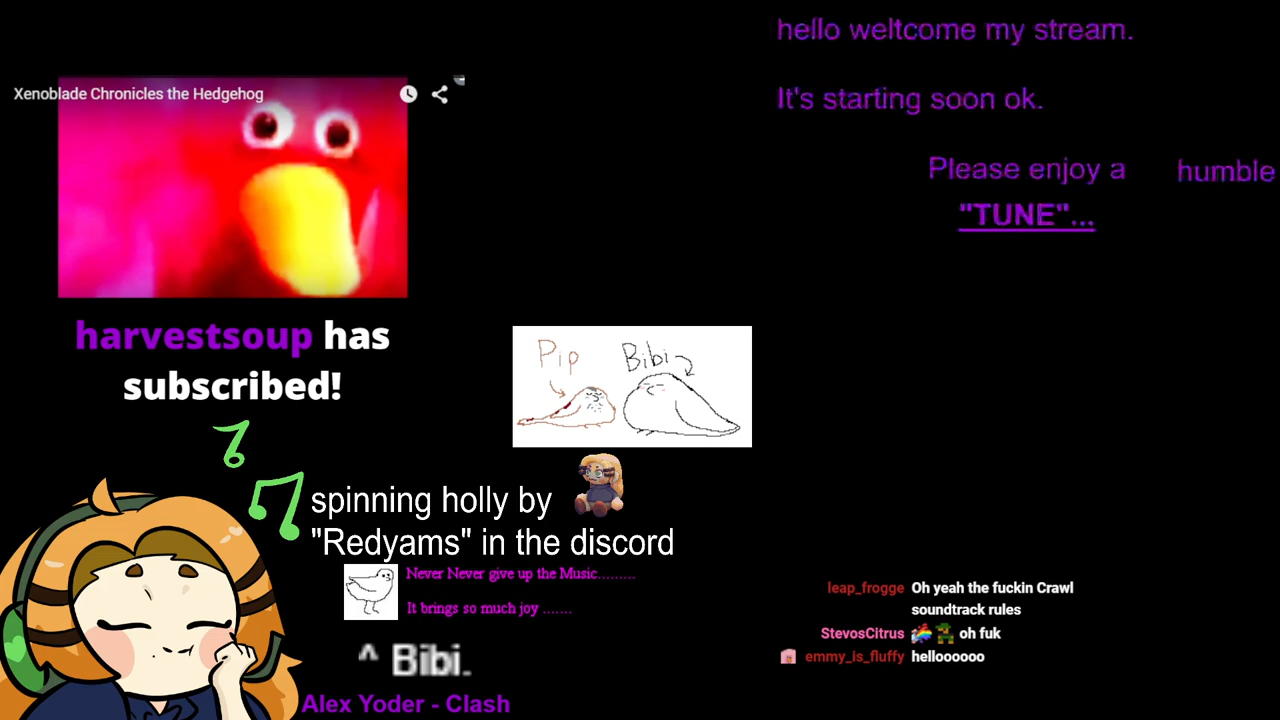 hello weltcome my stream.
It's starting soon ok.
Please enjoy a humble
"TUNE"...
Xenoblade Chronicles the Hedgehog
harvestsoup has
subscribed!
Pip
Bibi
spinning holly by
"Redyams" in the discord
Never Never give up the Music.........
It brings so much joy .......
^ Bibi.
Alex Yoder - Clash
leap_frogge Oh yeah the fuckin Crawl
soundtrack rules
StevosCitrus oh fuk
emmy_is_fluffy helloooooo